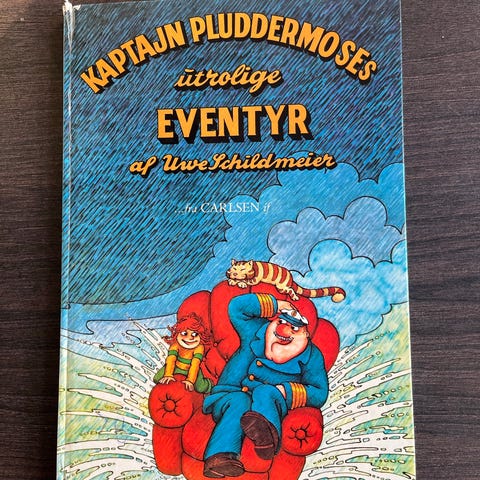 KAPTAJN PLUDDERMOSES
utrolige
EVENTYR
af Uwe Schildmeier
...fra CARLSEN if